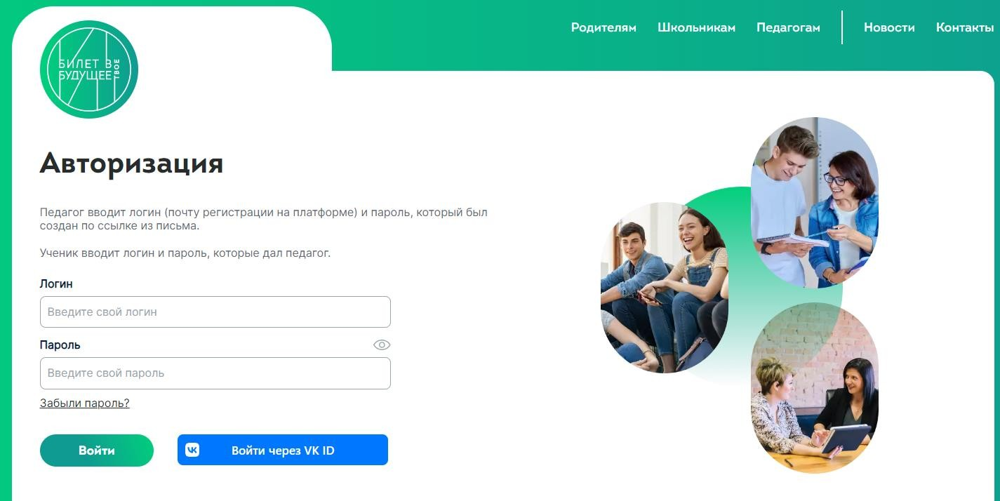 Родителям Школьникам Педагогам Новости Контакты
БИЛЕТ В
БУДУЩЕЕ
ТВОЕ
Авторизация
Педагог вводит логин (почту регистрации на платформе) и пароль, который был
создан по ссылке из письма.
Ученик вводит логин и пароль, которые дал педагог.
Логин
Введите свой логин
Пароль
Введите свой пароль
Забыли пароль?
Войти
Войти через VK ID